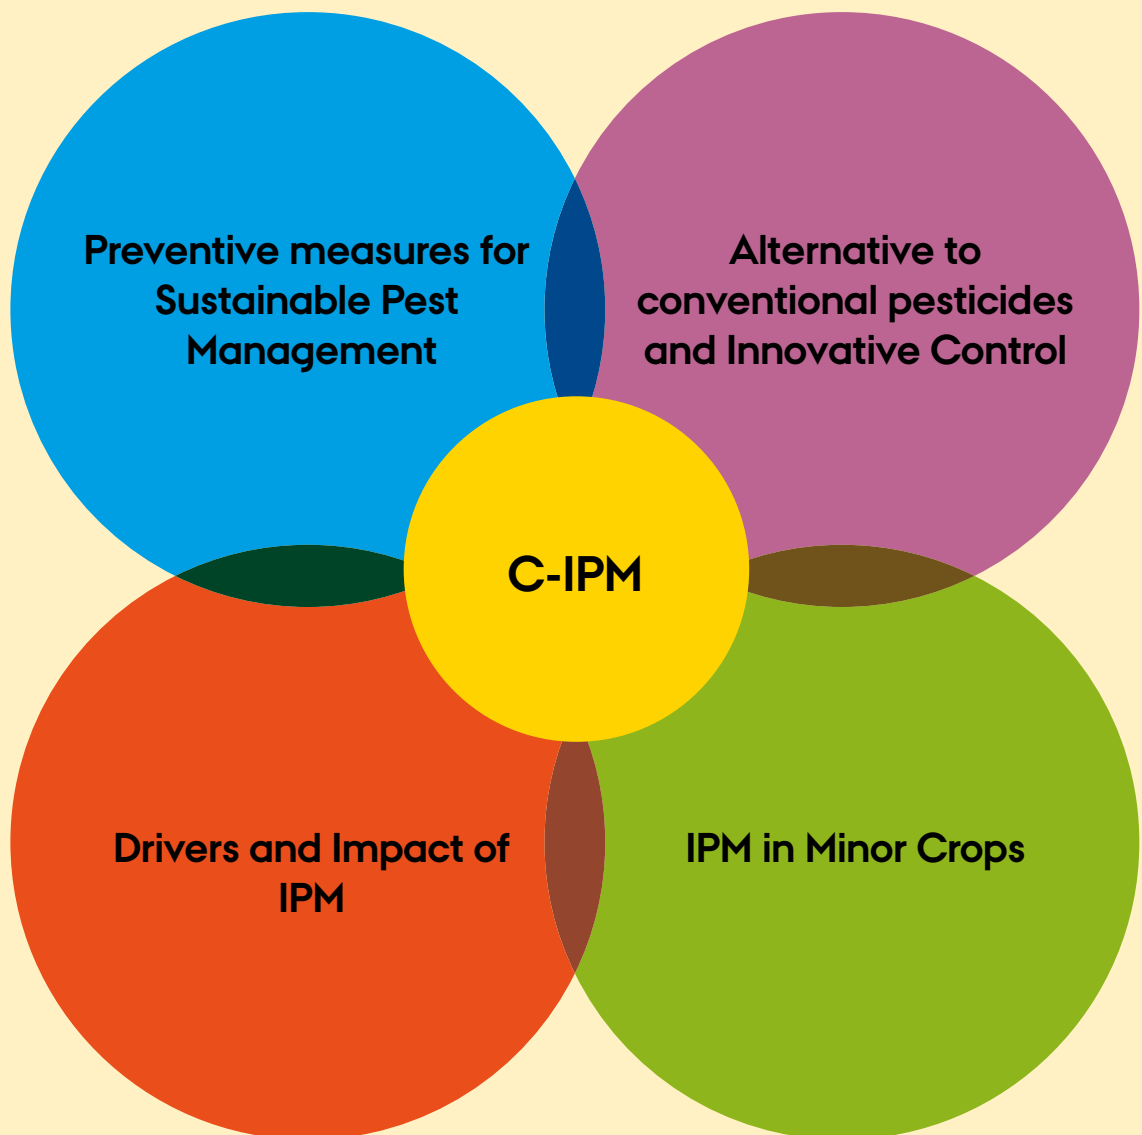 Preventive measures for
Sustainable Pest
Management
Alternative to
conventional pesticides
and Innovative Control
C-IPM
Drivers and Impact of
IPM
IPM in Minor Crops